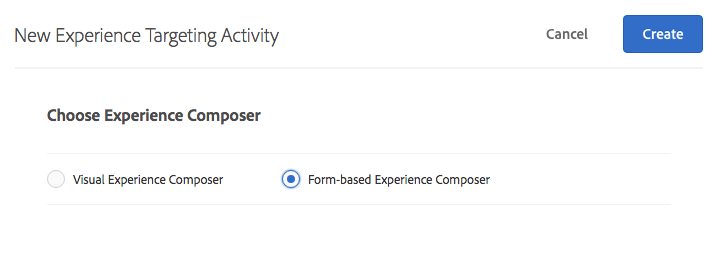 New Experience Targeting Activity
Cancel
Create
Choose Experience Composer
Visual Experience Composer
Form-based Experience Composer